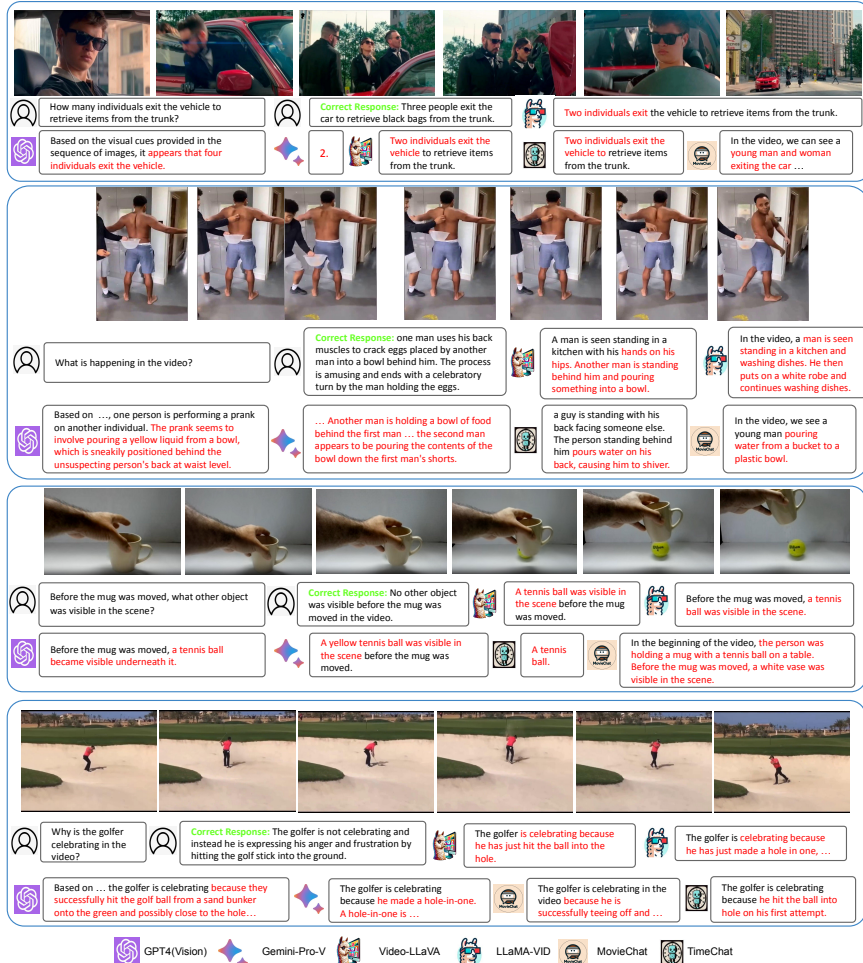 How many individuals exit the vehicle to
retrieve items from the trunk?
Correct Response: Three people exit the
car to retrieve black bags from the trunk.
Two individuals exit the vehicle to retrieve items from the trunk.
Based on the visual cues provided in the
sequence of images, it appears that four
individuals exit the vehicle.
2.
Two individuals exit the
vehicle to retrieve items
from the trunk.
Two individuals exit the
vehicle to retrieve items
from the trunk.
MovieChat
In the video, we can see a
young man and woman
exiting the car ...
What is happening in the video?
Correct Response: one man uses his back
muscles to crack eggs placed by another
man into a bowl behind him. The process
is amusing and ends with a celebratory
turn by the man holding the eggs.
A man is seen standing in a
kitchen with his hands on his
hips. Another man is standing
behind him and pouring
something into a bowl.
In the video, a man is seen
standing in a kitchen and
washing dishes. He then
puts on a white robe and
continues washing dishes.
Based on ..., one person is performing a prank
on another individual. The prank seems to
involve pouring a yellow liquid from a bowl,
which is sneakily positioned behind the
unsuspecting person's back at waist level.
... Another man is holding a bowl of food
behind the first man ... the second man
appears to be pouring the contents of the
bowl down the first man's shorts.
a guy is standing with his
back facing someone else.
The person standing behind
him pours water on his
back, causing him to shiver.
MovieChat
In the video, we see a
young man pouring
water from a bucket to a
plastic bowl.
Before the mug was moved, what other object
was visible in the scene?
Correct Response: No other object
was visible before the mug was
moved in the video.
A tennis ball was visible in
the scene before the mug
was moved.
Before the mug was moved, a tennis
ball was visible in the scene.
Before the mug was moved, a tennis ball
became visible underneath it.
A yellow tennis ball was visible in
the scene before the mug was
moved.
A tennis
ball.
MovieChat
In the beginning of the video, the person was
holding a mug with a tennis ball on a table.
Before the mug was moved, a white vase was
visible in the scene.
Why is the golfer
celebrating in the
video?
Correct Response: The golfer is not celebrating and
instead he is expressing his anger and frustration by
hitting the golf stick into the ground.
The golfer is celebrating because
he has just hit the ball into the
hole.
The golfer is celebrating because
he has just made a hole in one, ...
Based on ... the golfer is celebrating because they
successfully hit the golf ball from a sand bunker
onto the green and possibly close to the hole...
The golfer is celebrating
because he made a hole-in-one.
A hole-in-one is ...
MovieChat
The golfer is celebrating in the
video because he is
successfully teeing off and ...
The golfer is celebrating
because he hit the ball into
hole on his first attempt.
GPT4(Vision)
Gemini-Pro-V
Video-LLaVA
LLaMA-VID
MovieChat
MovieChat
TimeChat